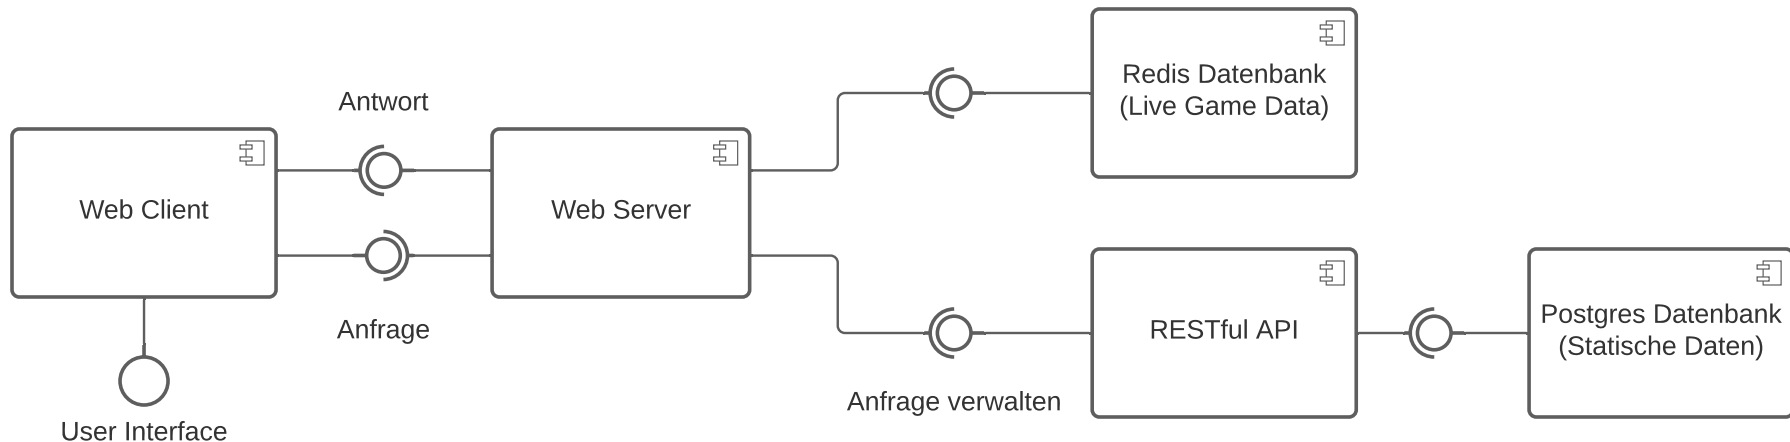 Redis Datenbank
(Live Game Data)
Antwort
Web Client
Web Server
Anfrage
RESTful API
Postgres Datenbank
(Statische Daten)
Anfrage verwalten
User Interface